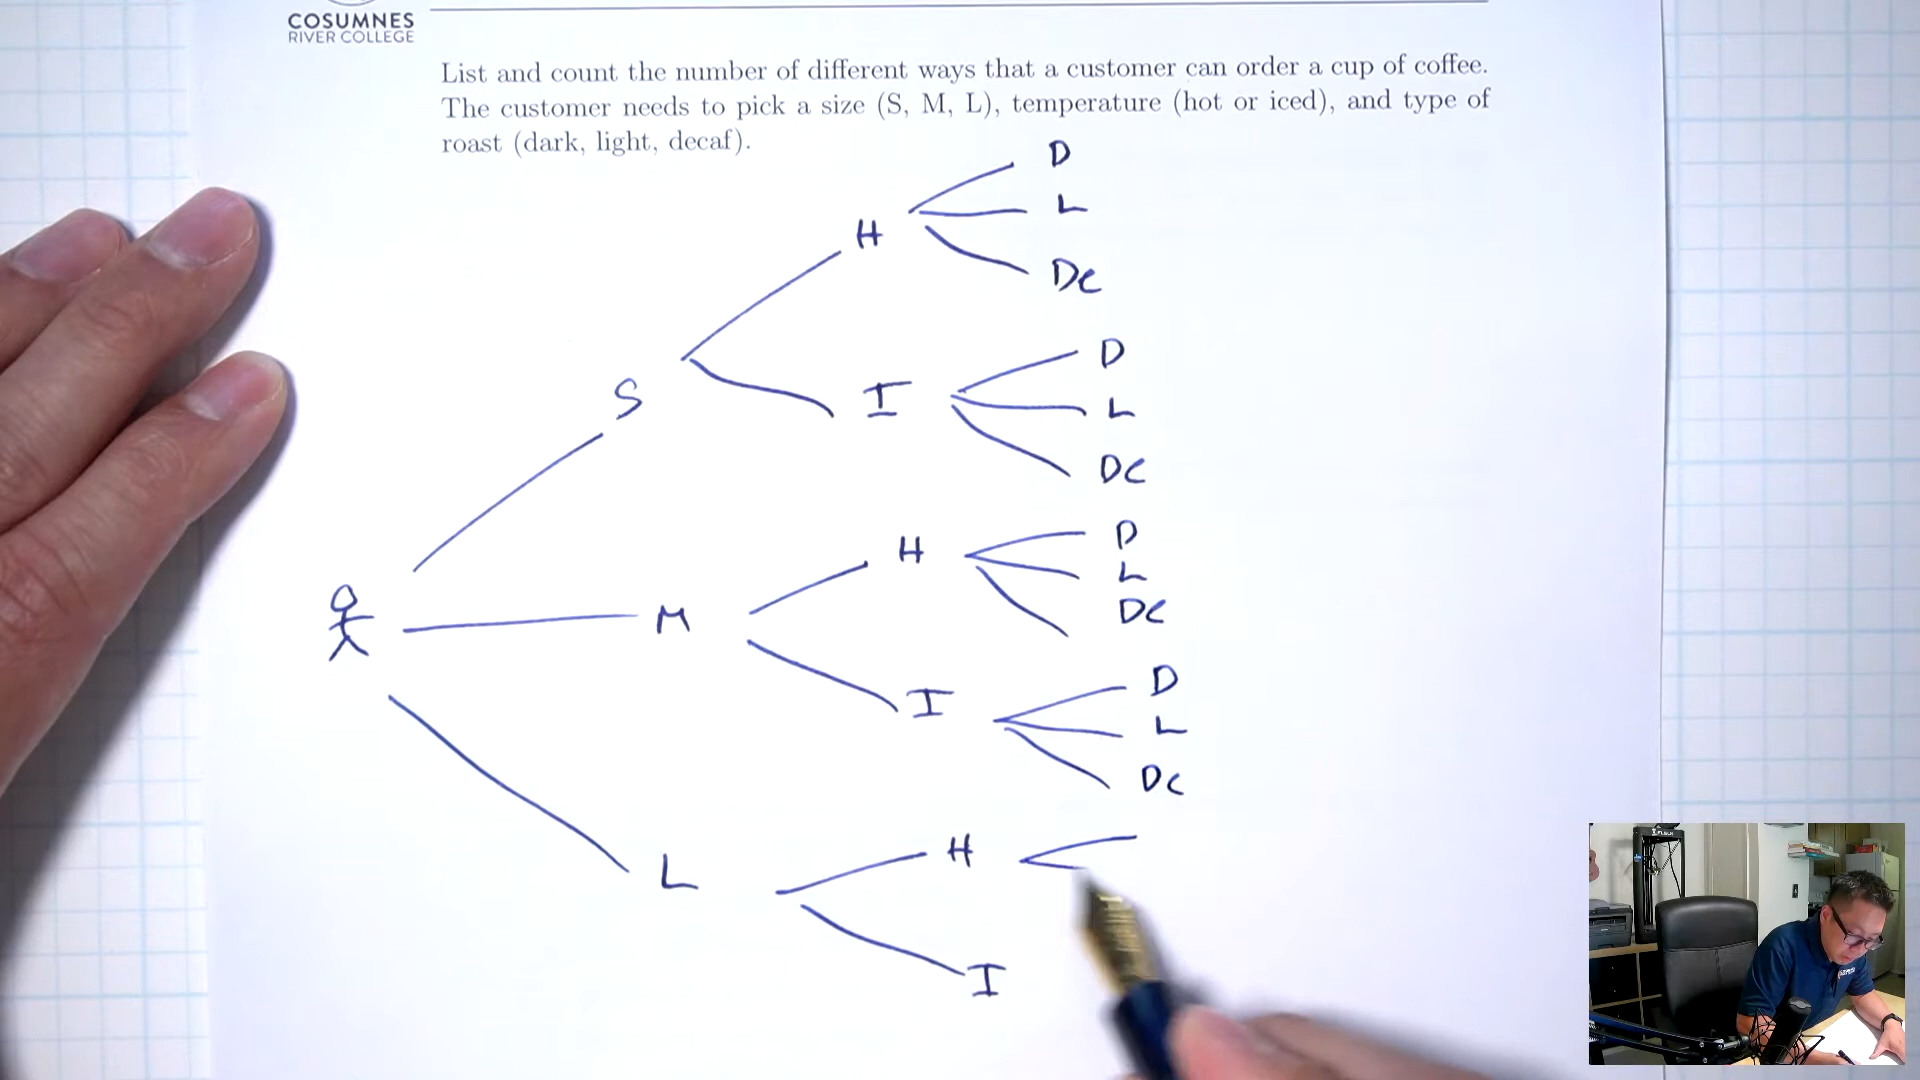 COSUMNES
RIVER COLLEGE
List and count the number of different ways that a customer can order a cup of coffee.
The customer needs to pick a size (S, M, L), temperature (hot or iced), and type of
roast (dark, light, decaf).
D
L
DC
H
S
I
D
L
DC
M
H
D
L
DC
I
D
L
DC
L
H
I